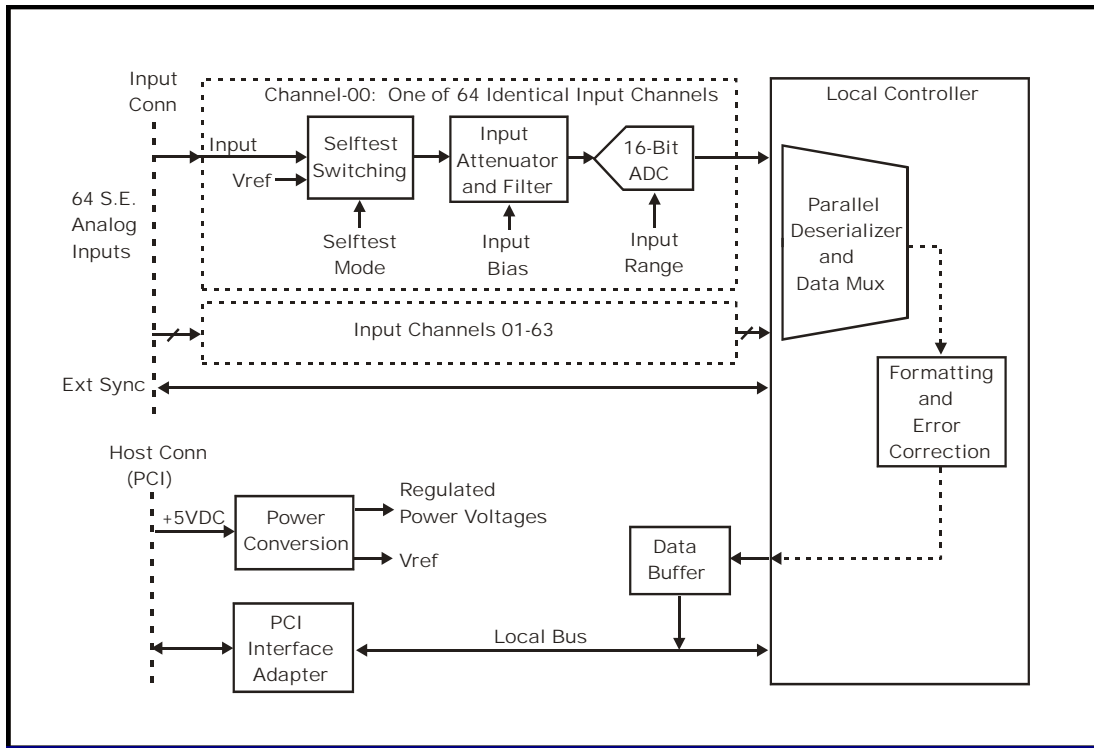 Input
Conn
Channel-00:  One of 64 Identical Input Channels
Local Controller
Input
Vref
Selftest
Switching
Input
Attenuator
and Filter
16-Bit
ADC
64 S.E.
Analog
Inputs
Selftest
Mode
Input
Bias
Input
Range
Parallel
Deserializer
and
Data Mux
Input Channels 01-63
Ext Sync
Formatting
and
Error
Correction
Host Conn
(PCI)
+5VDC
Power
Conversion
Regulated
Power Voltages
Vref
Data
Buffer
PCI
Interface
Adapter
Local Bus